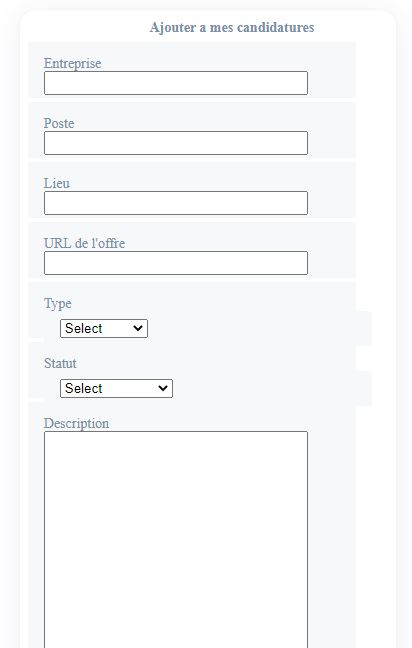 Ajouter a mes candidatures
Entreprise
Poste
Lieu
URL de l'offre
Type
Select
Statut
Select
Description